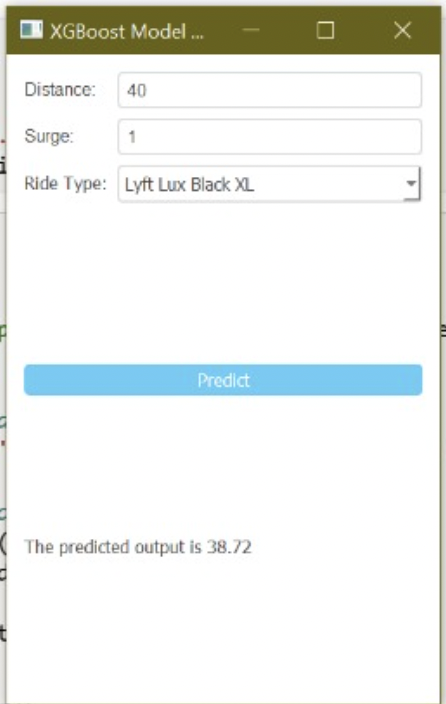 XGBoost Model ...
Distance: 40
Surge: 1
Ride Type: Lyft Lux Black XL
Predict
The predicted output is 38.72